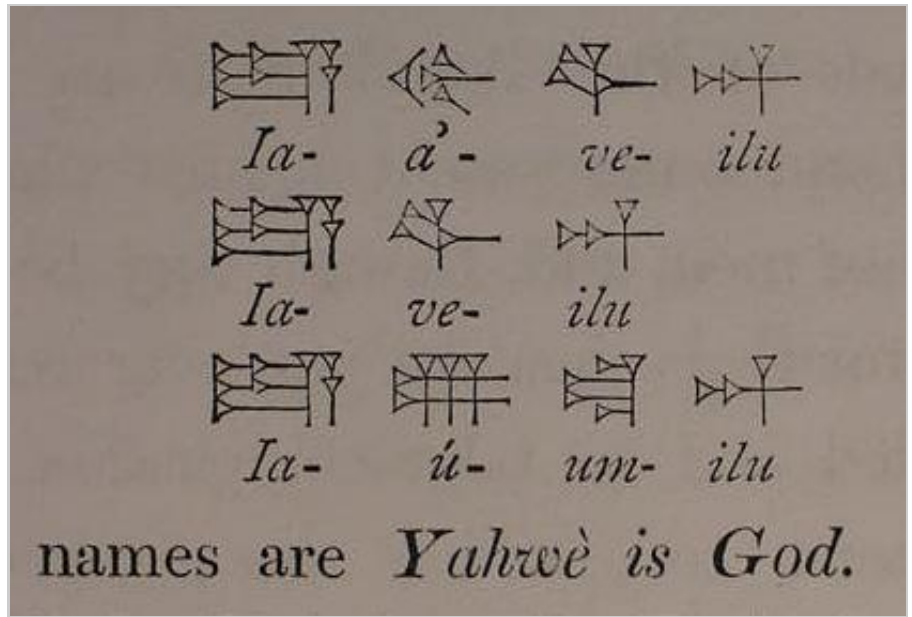 𒅀 𒀪 𒉿 𒀭
Ia- a’- ve- ilu
𒅀 𒉿 𒀭
Ia- ve- ilu
𒅀 𒌑 𒌝 𒀭
Ia- ú- um- ilu
names are Yahwè is God.